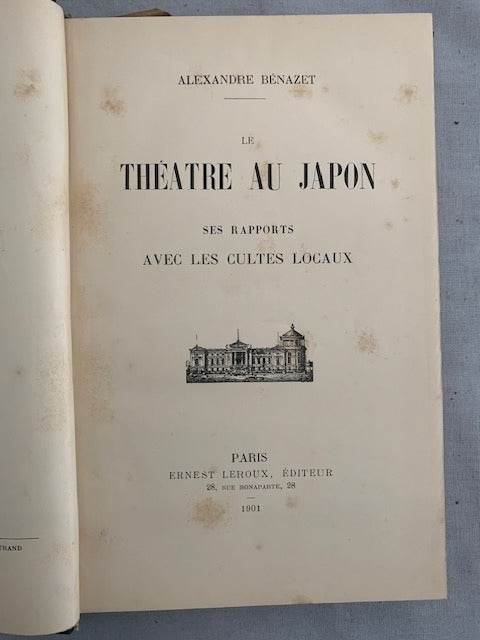 ALEXANDRE BÉNAZET
LE
THÉATRE AU JAPON
SES RAPPORTS
AVEC LES CULTES LOCAUX
PARIS
ERNEST LEROUX, ÉDITEUR
28, RUE BONAPARTE, 28
1901